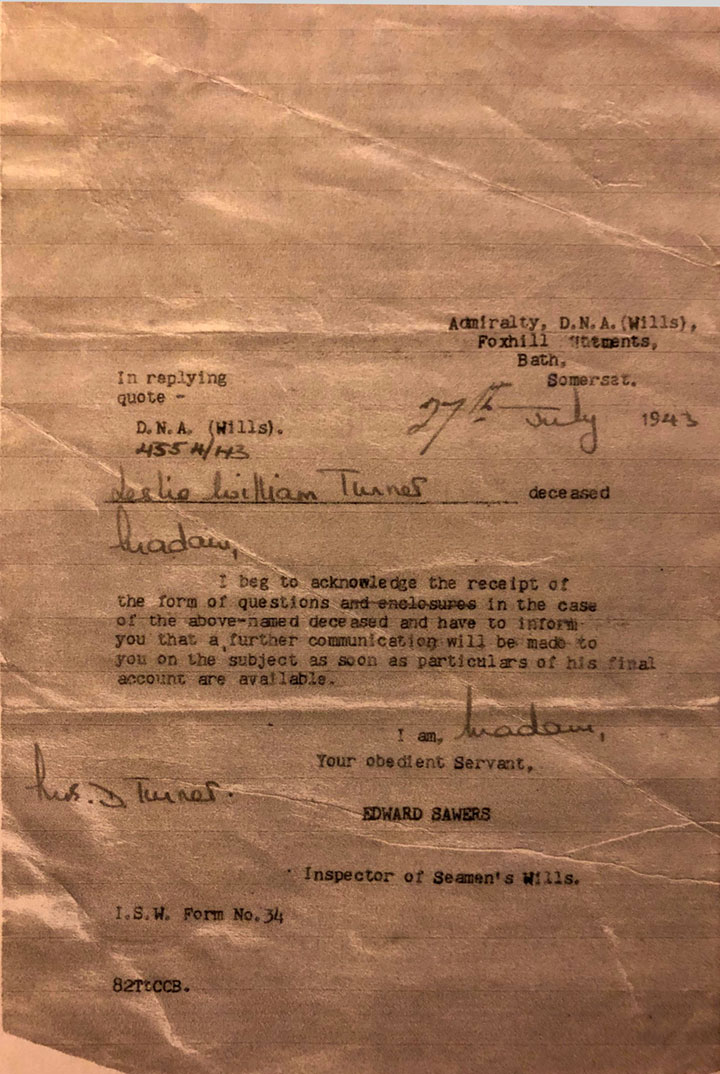 Admiralty, D.N.A.(Wills),
Foxhill
Bath,
Somerset.
27th July 1943
In replying
quote -
D.N.A. (Wills).
Leslie William Turner deceased
Madam,
I beg to acknowledge the receipt of
the form of questions and enclosures in the case
of the above-named deceased and have to inform
you that a further communication will be made to
you on the subject as soon as particulars of his final
account are available.
I am, Madam,
Your obedient Servant,
Mrs. D Turner.
EDWARD SAWERS
Inspector of Seamen's Wills.
I.S.W. Form No.34
82TtCCB.